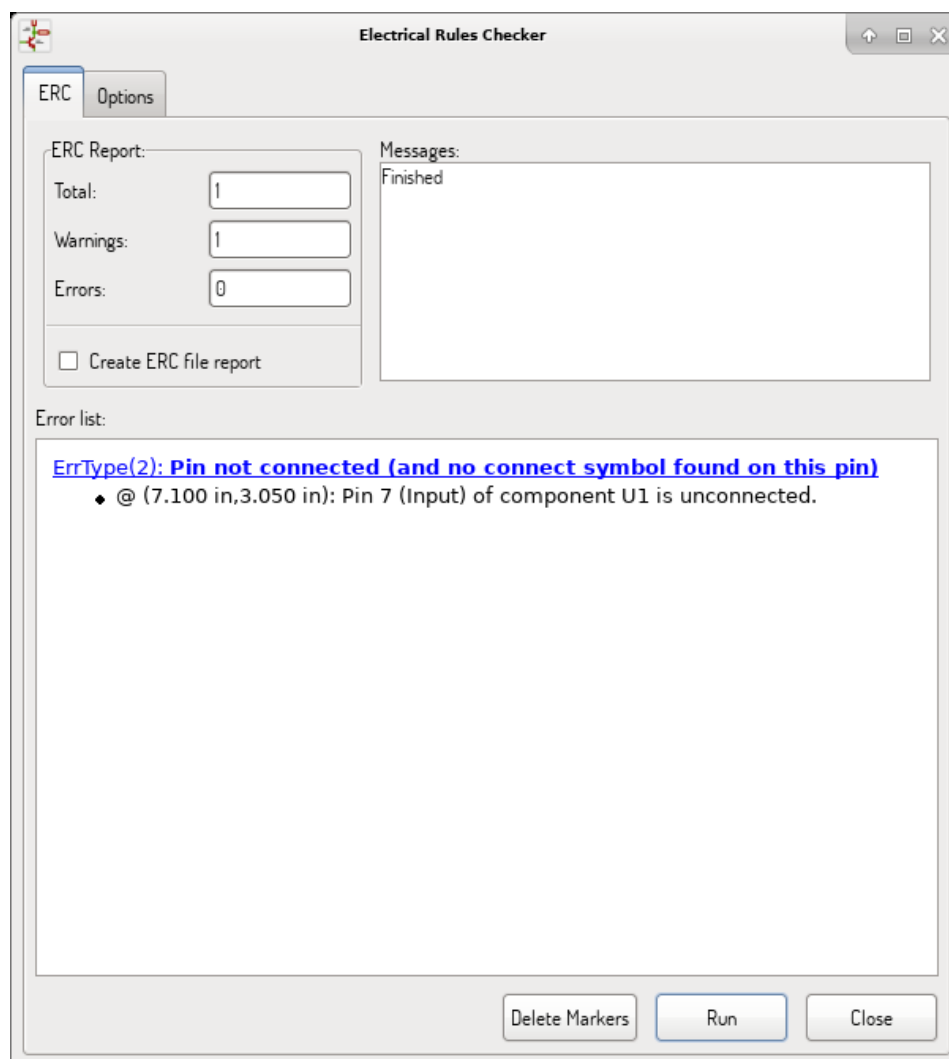 Electrical Rules Checker
ERC
Options
ERC Report:
Total:
1
Warnings:
1
Errors:
0
Create ERC file report
Messages:
Finished
Error list:
ErrType(2): Pin not connected (and no connect symbol found on this pin)
@ (7.100 in,3.050 in): Pin 7 (Input) of component U1 is unconnected.
Delete Markers
Run
Close